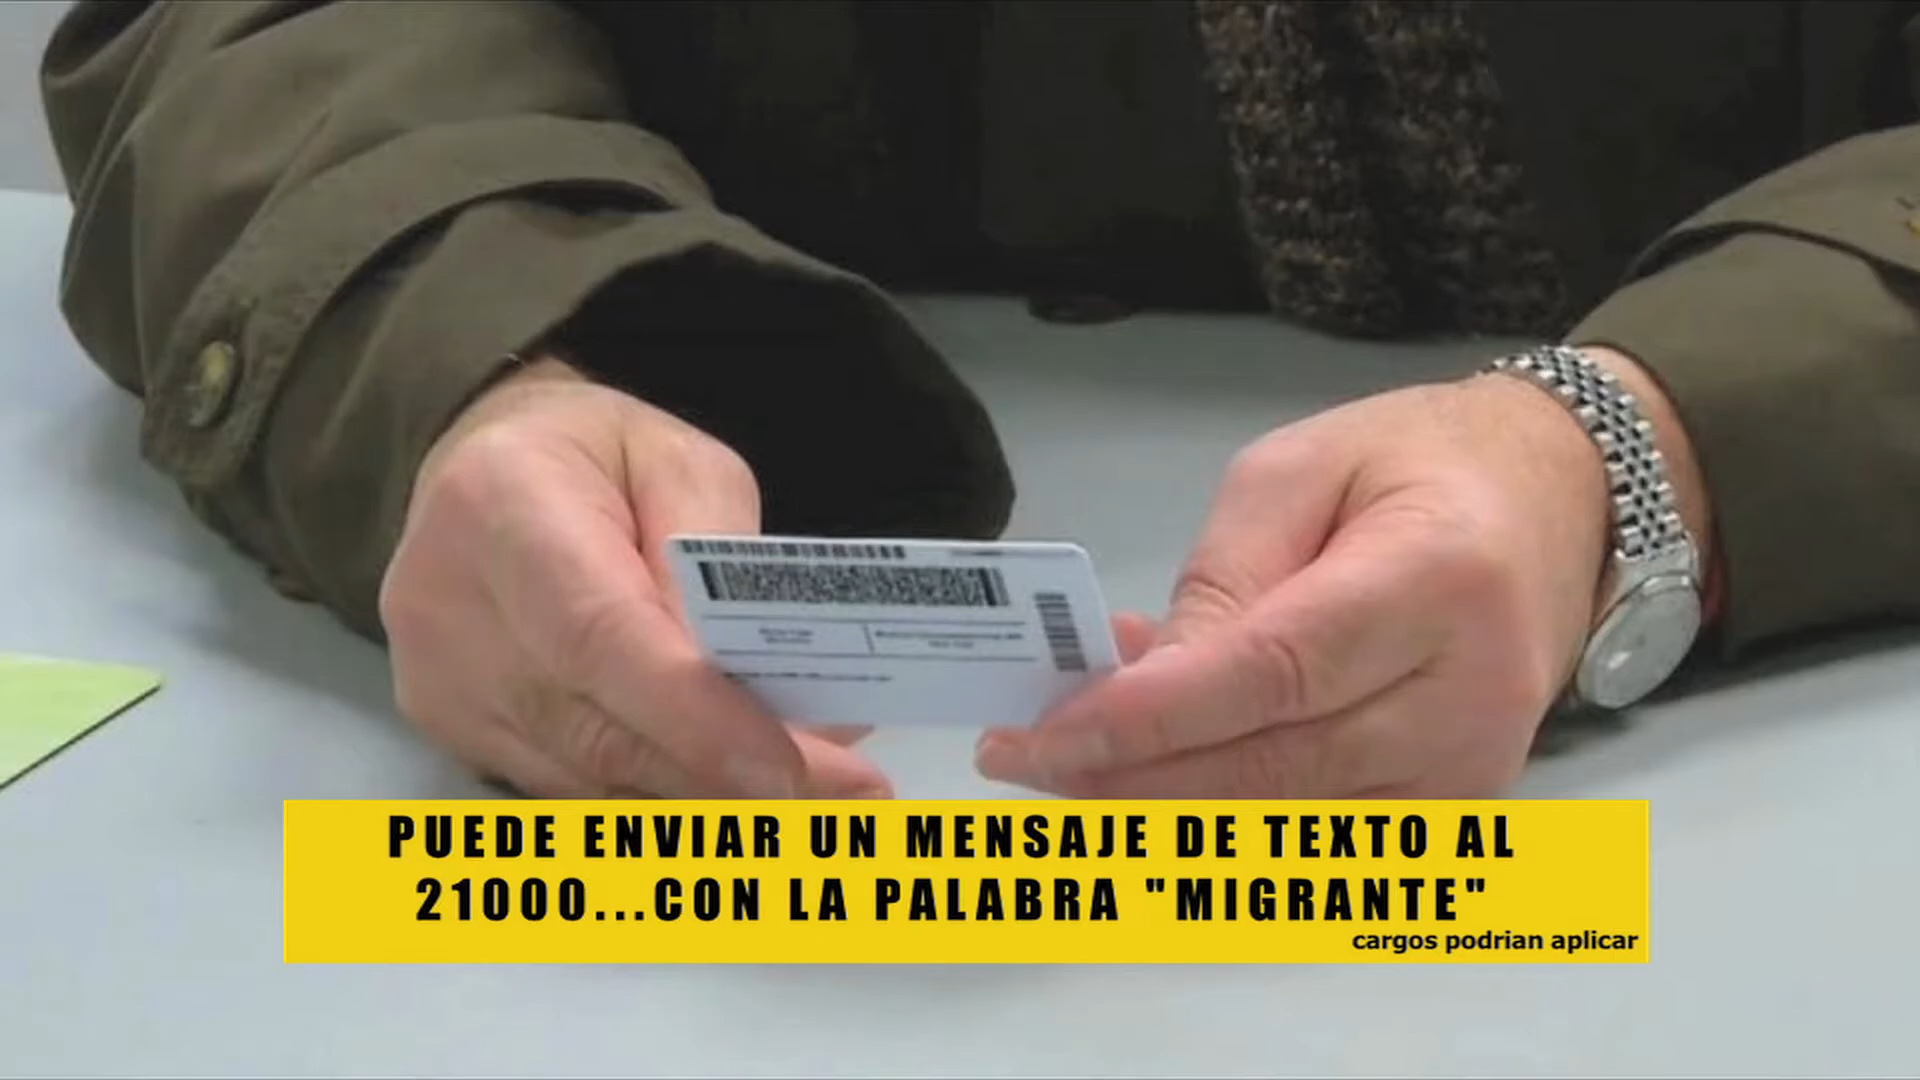 PUEDE ENVIAR UN MENSAJE DE TEXTO AL
21000...CON LA PALABRA "MIGRANTE"
cargos podrian aplicar